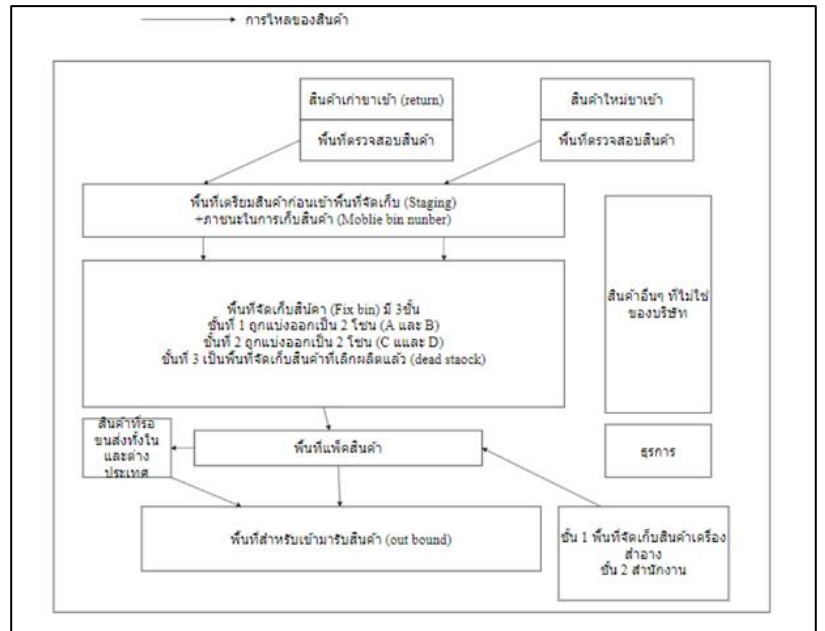 การไหลของสินค้า
สินค้าเก่าขาเข้า (return)
พื้นที่ตรวจสอบสินค้า
สินค้าใหม่ขาเข้า
พื้นที่ตรวจสอบสินค้า
พื้นที่เตรียมสินค้าก่อนเข้าพื้นที่จัดเก็บ (Staging)
+ภาชนะในการเก็บสินค้า (Moblie bin nunber)
พื้นที่จัดเก็บสินัคา (Fix bin) มี 3ชั้น
ชั้นที่ 1 ถูกแบ่งออกเป็น 2 โซน (A และ B)
ชั้นที่ 2 ถูกแบ่งออกเป็น 2 โซน (C แและ D)
ชั้นที่ 3 เป็นพื้นที่จัดเก็บสินค้าที่เลิกผลิตแล้ว (dead staock)
สินค้าอื่นๆ ที่ไม่ใช่
ของบริษัท
สินค้าที่รอ
ขนส่งทั้งใน
และต่าง
ประเทศ
พื้นที่แพ็คสินค้า
ธุรการ
พื้นที่สำหรับเข้ามารับสินค้า (out bound)
ชั้น 1 พื้นที่จัดเก็บสินค้าเครื่อง
สำอาง
ชั้น 2 สำนักงาน